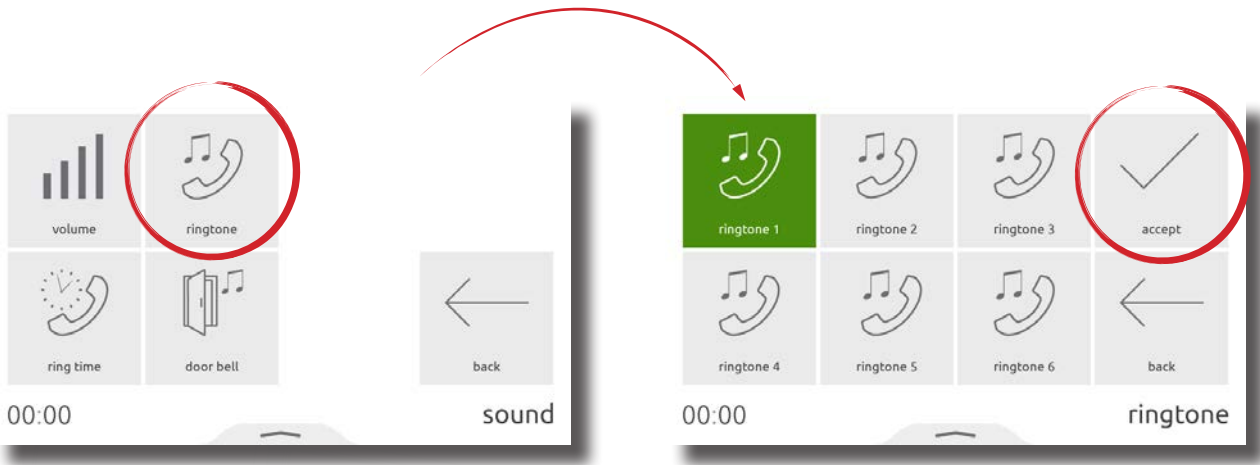 volume
ringtone
ring time
door bell
back
00:00
sound
ringtone 1
ringtone 2
ringtone 3
accept
ringtone 4
ringtone 5
ringtone 6
back
00:00
ringtone